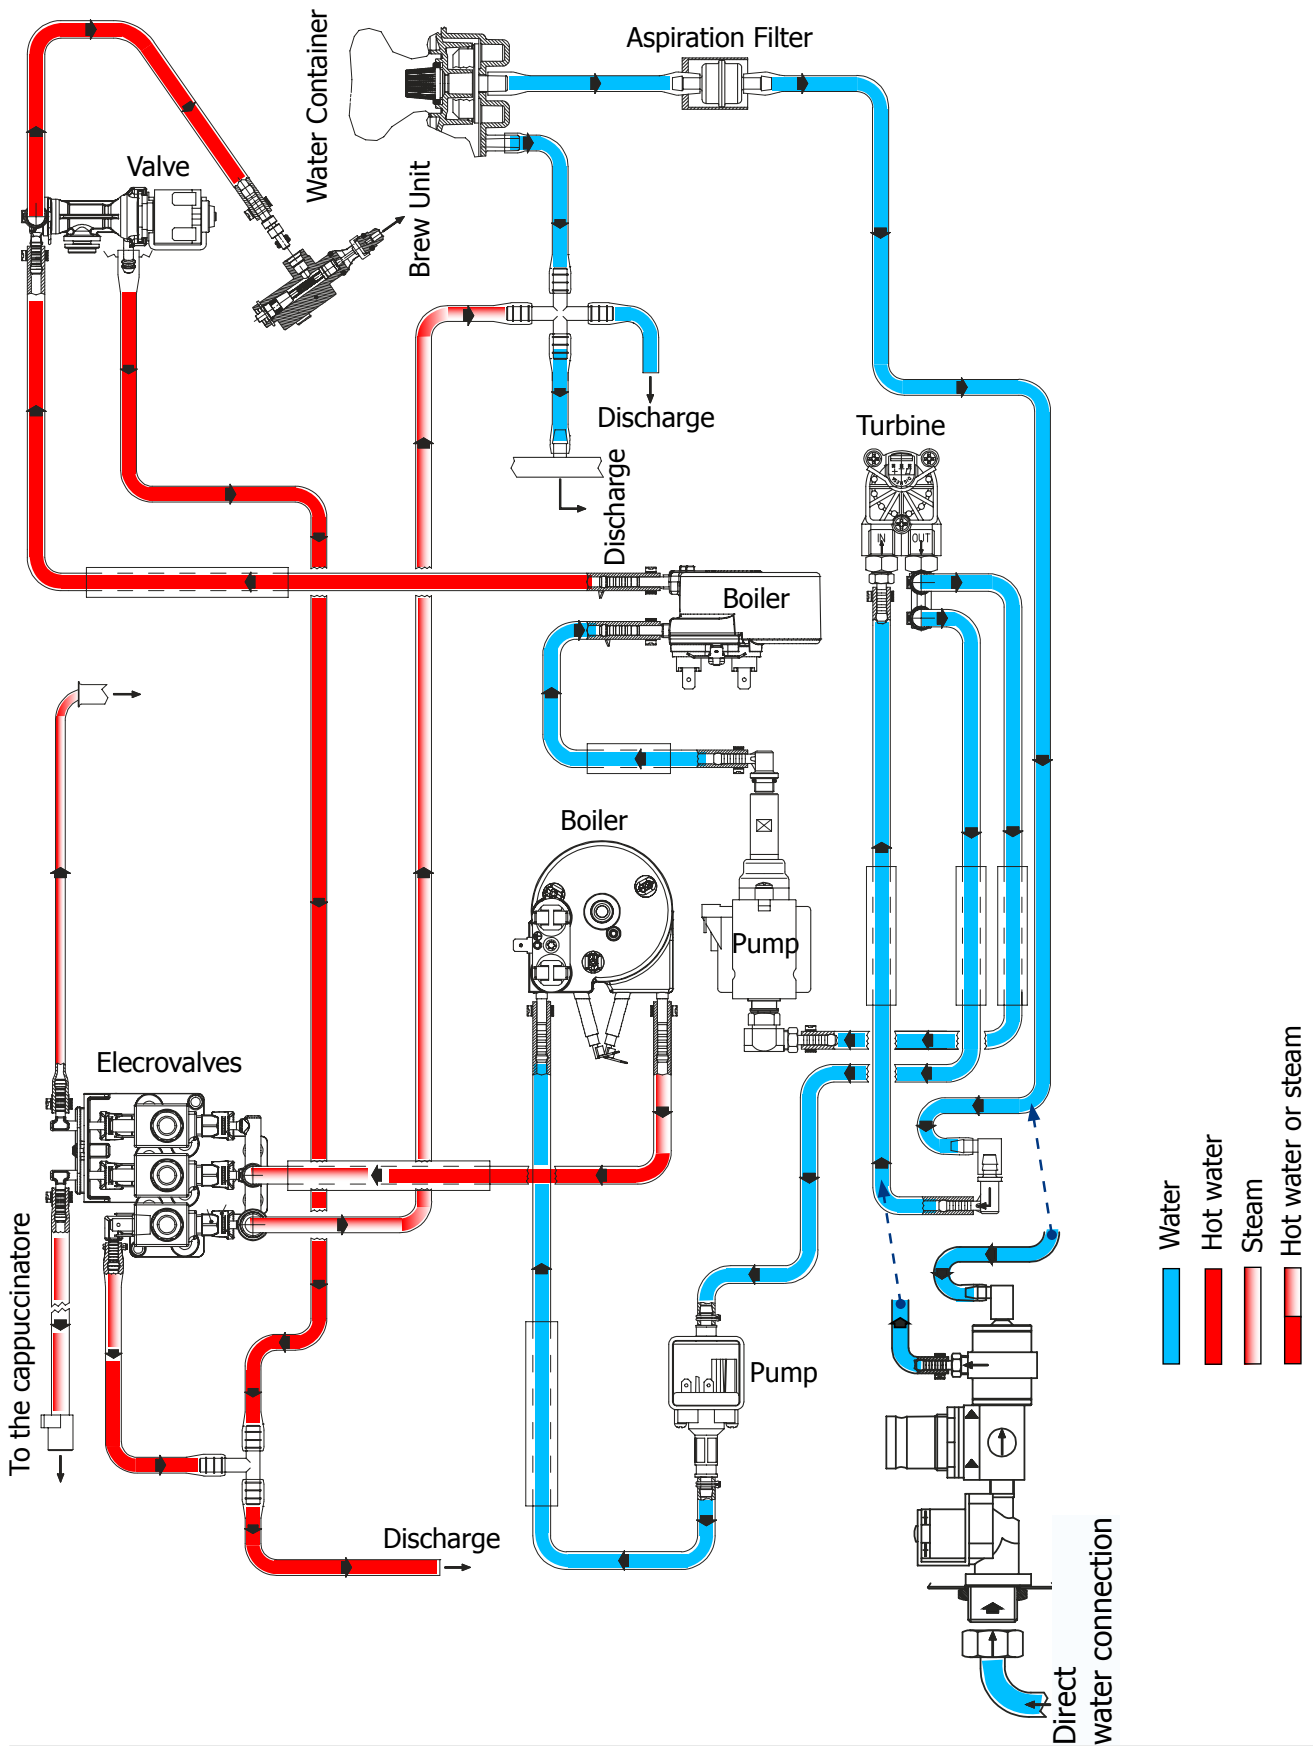 Aspiration Filter
Water Container
Valve
Brew Unit
Discharge
Turbine
Discharge
IN
OUT
Boiler
Boiler
Pump
Elecrovalves
To the cappuccinatore
Pump
Discharge
Water
Hot water
Steam
Hot water or steam
Direct
water connection